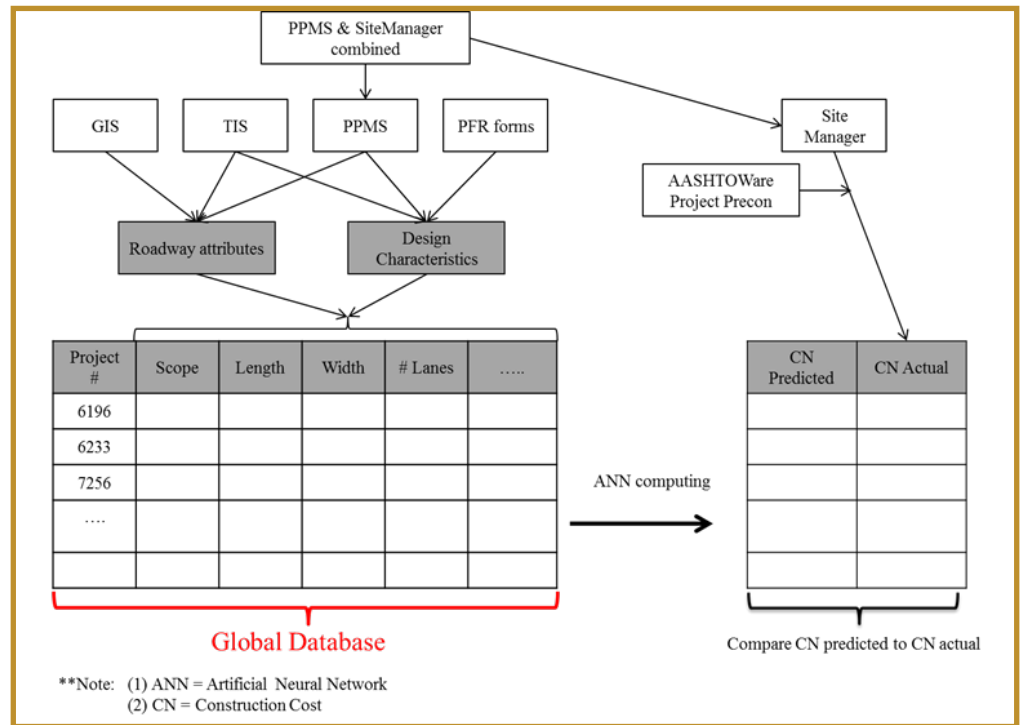 PPMS & SiteManager
combined
GIS
TIS
PPMS
PFR forms
Site
Manager
AASHTOWare
Project Precon
Roadway attributes
Design
Characteristics
Project
#
Scope
Length
Width
# Lanes
…..
6196
6233
7256
….
CN
Predicted
CN Actual
ANN computing
Global Database
Compare CN predicted to CN actual
**Note: (1) ANN = Artificial Neural Network
(2) CN = Construction Cost